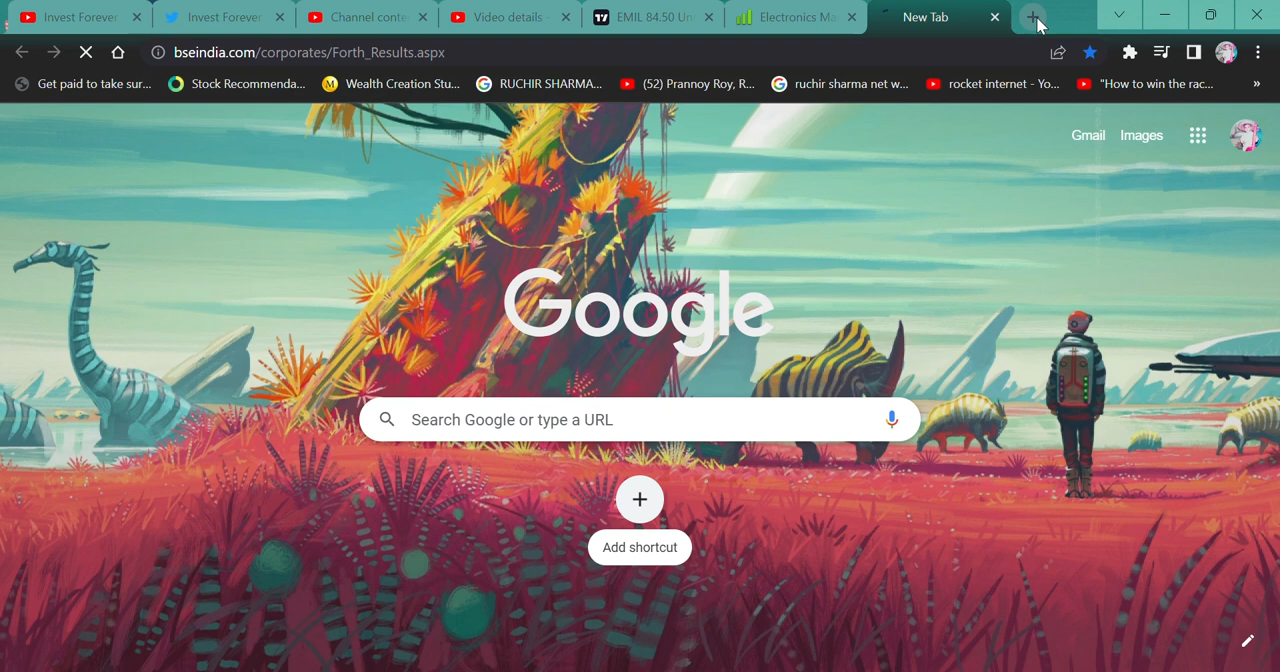 Invest Forever
Invest Forever
Channel conte
Video details -
EMIL 84.50 Un
Electronics Ma
New Tab
bseindia.com/corporates/Forth_Results.aspx
Get paid to take sur...
Stock Recommenda...
Wealth Creation Stu...
RUCHIR SHARMA...
(52) Prannoy Roy, R...
ruchir sharma net w...
rocket internet - Yo...
"How to win the rac...
»
Gmail
Images
Google
Search Google or type a URL
Add shortcut